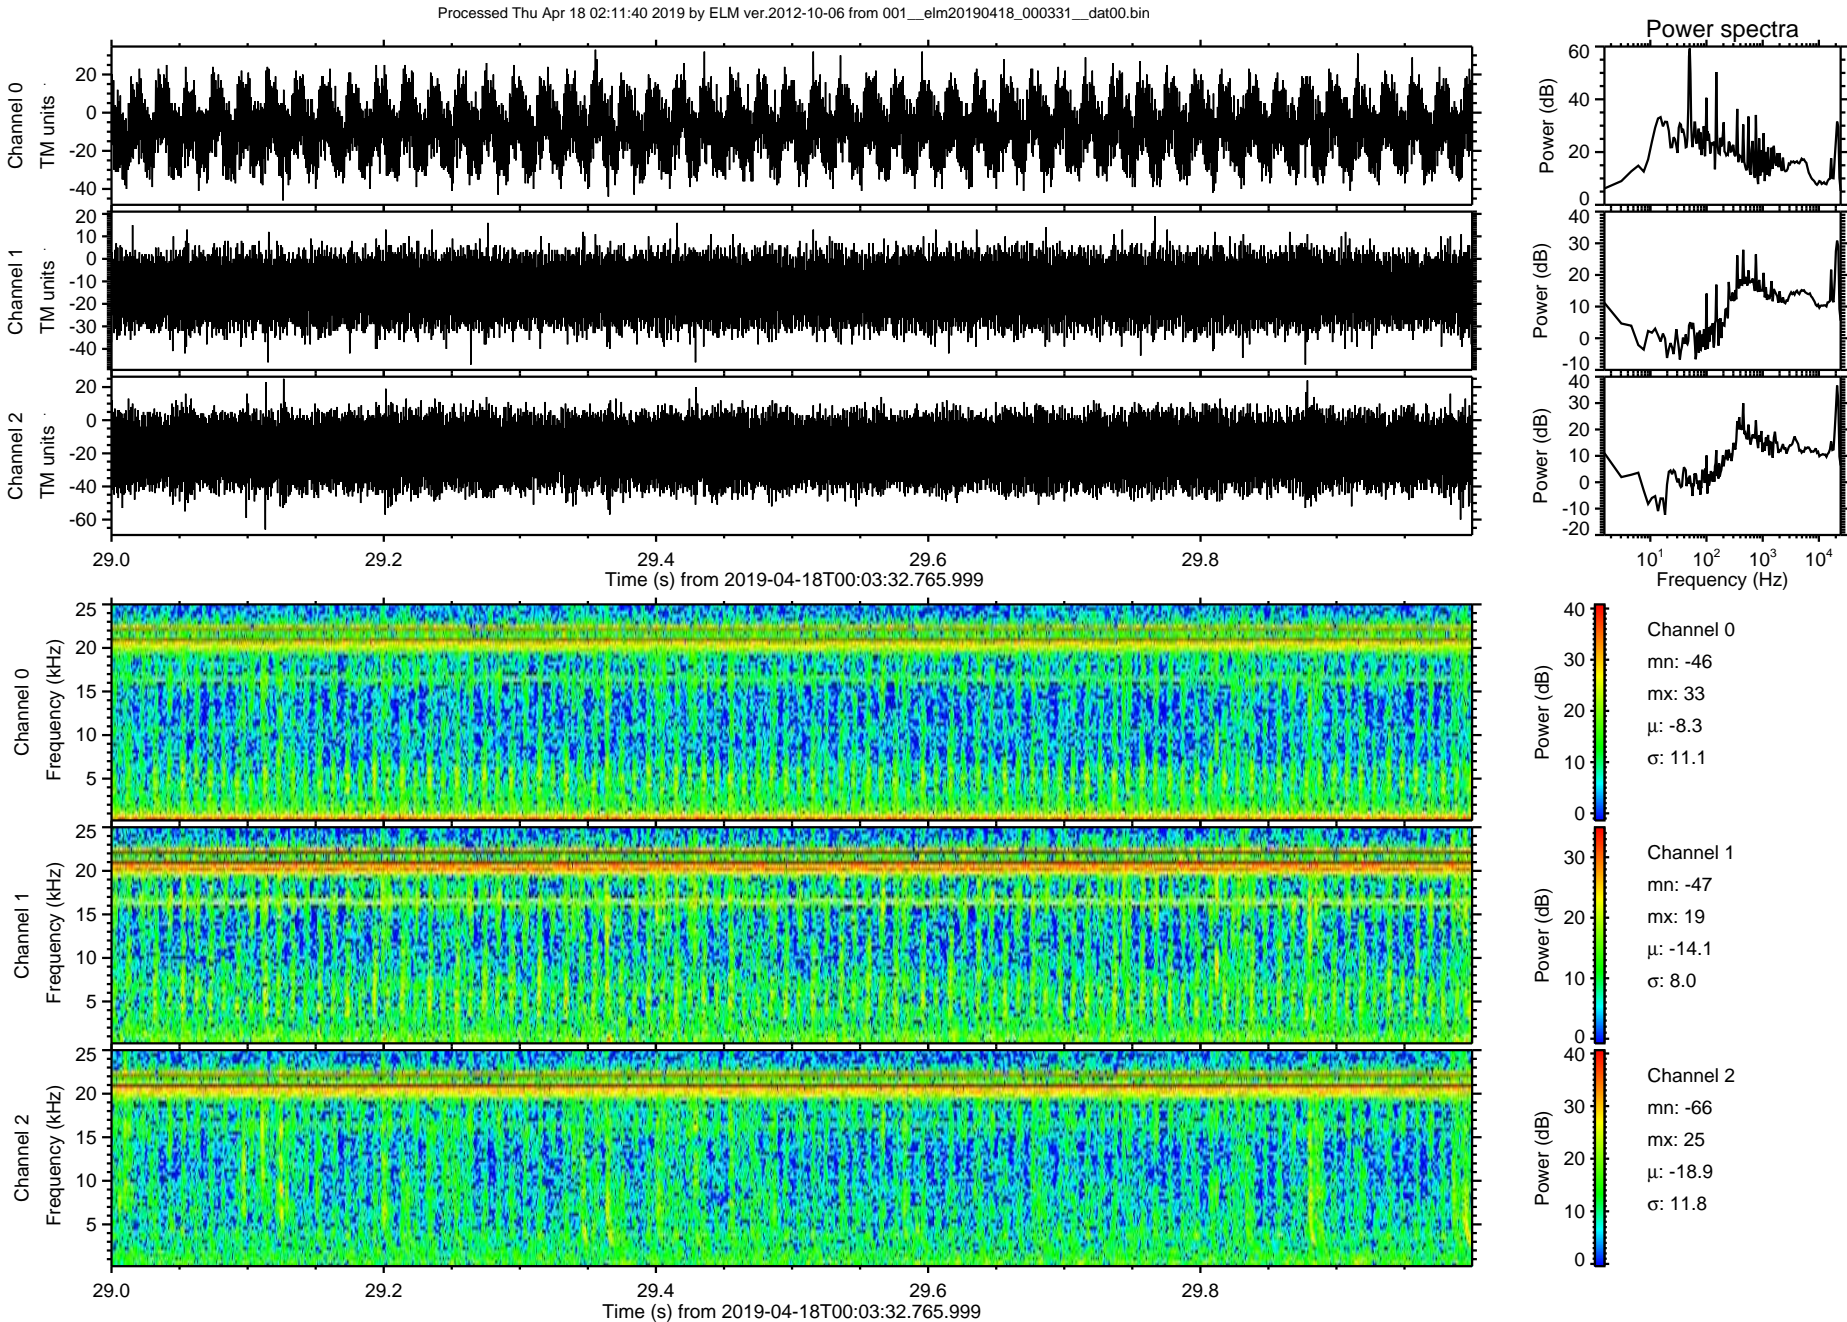 Processed Thu Apr 18 02:11:40 2019 by ELM ver.2012-10-06 from 001__elm20190418_000331__dat00.bin
Power spectra
Channel 0
TM units
20
0
-20
-40
Power (dB)
60
40
20
0
Channel 1
TM units
20
10
0
-10
-20
-30
-40
Power (dB)
40
30
20
10
0
-10
Channel 2
TM units
20
0
-20
-40
-60
Power (dB)
40
30
20
10
0
-10
-20
29.0 29.2 29.4 29.6 29.8
Time (s) from 2019-04-18T00:03:32.765.999
10¹ 10² 10³ 10⁴
Frequency (Hz)
Channel 0
Frequency (kHz)
25
20
15
10
5
Power (dB)
40
30
20
10
0
Channel 0
mn: -46
mx: 33
μ: -8.3
σ: 11.1
Channel 1
Frequency (kHz)
25
20
15
10
5
Power (dB)
30
20
10
0
Channel 1
mn: -47
mx: 19
μ: -14.1
σ: 8.0
Channel 2
Frequency (kHz)
25
20
15
10
5
Power (dB)
40
30
20
10
0
Channel 2
mn: -66
mx: 25
μ: -18.9
σ: 11.8
29.0 29.2 29.4 29.6 29.8
Time (s) from 2019-04-18T00:03:32.765.999